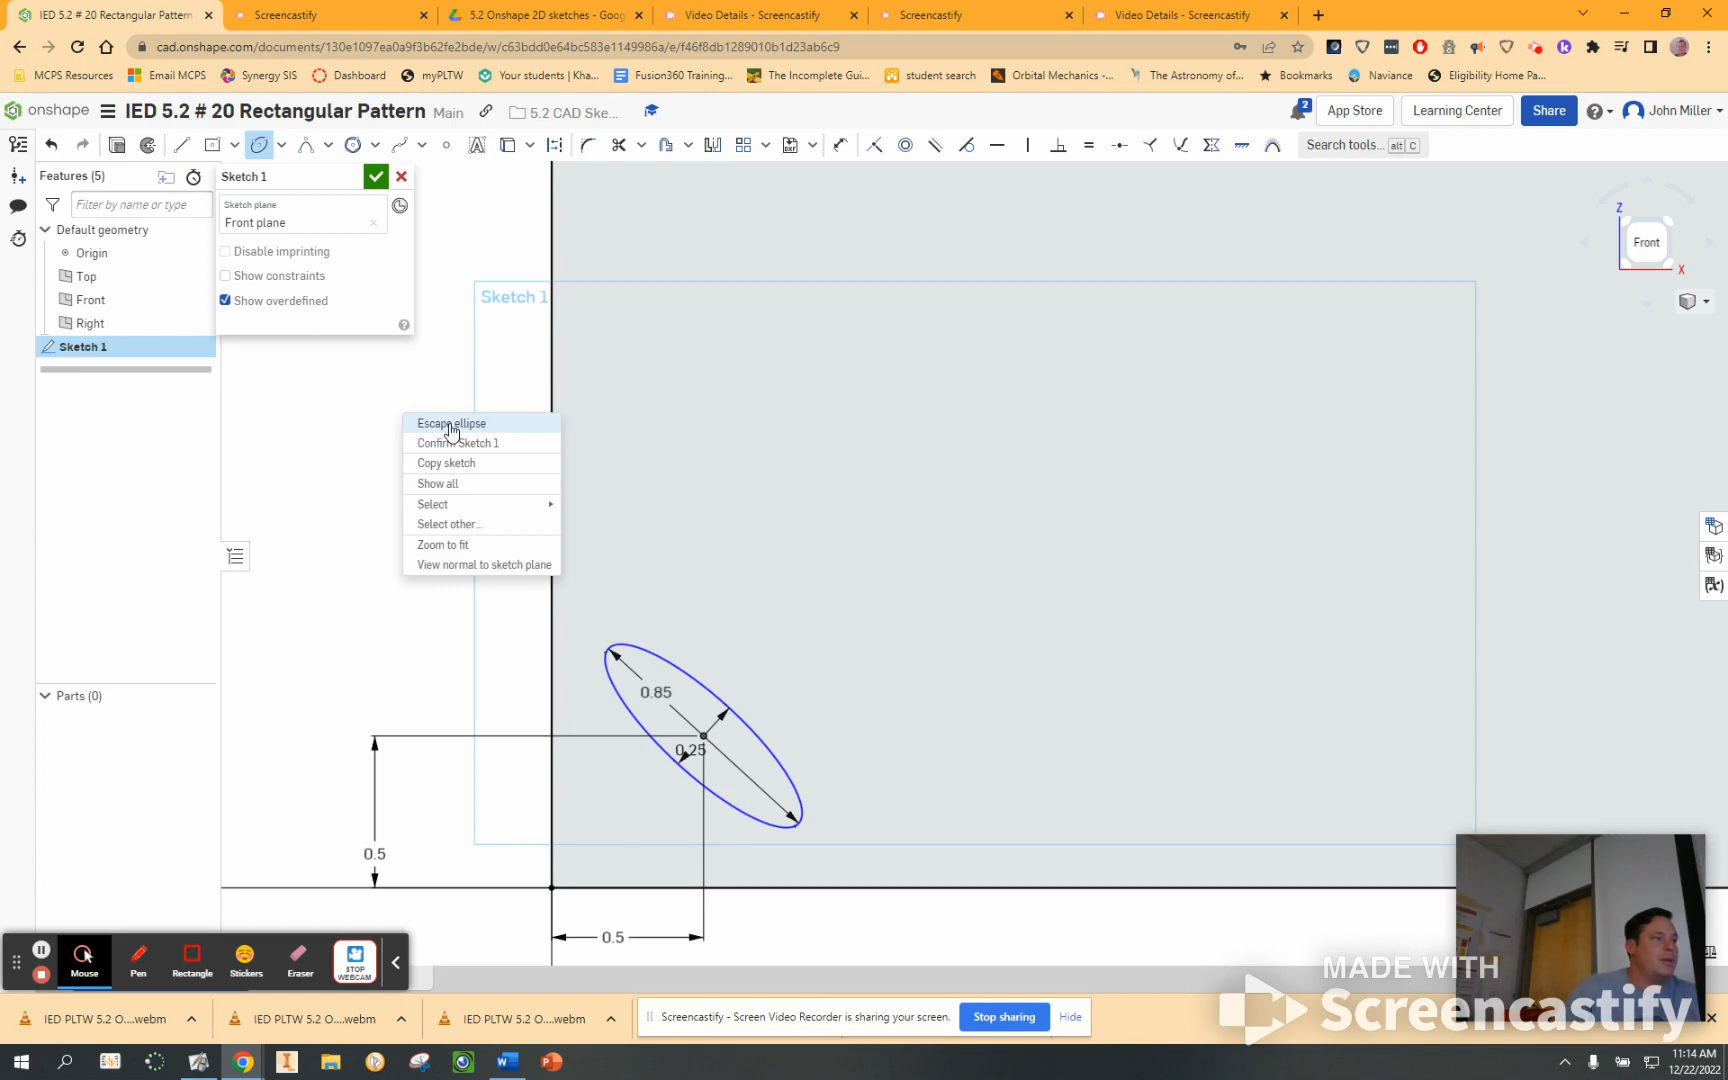 IED 5.2 # 20 Rectangular Pattern
Screencastify
5.2 Onshape 2D sketches - Goog
Video Details - Screencastify
Screencastify
Video Details - Screencastify
cad.onshape.com/documents/130e1097ea0a9f3b62fe2bde/w/c63bdd0e64bc583e1149986a/e/f46f8db1289010b1d23ab6c9
MCPS Resources
Email MCPS
Synergy SIS
Dashboard
myPLTW
Your students | Kha...
Fusion360 Training...
The Incomplete Gui...
student search
Orbital Mechanics -...
The Astronomy of...
Bookmarks
Naviance
Eligibility Home Pa...
onshape
IED 5.2 # 20 Rectangular Pattern
Main
5.2 CAD Ske...
2
App Store
Learning Center
Share
John Miller
Search tools... alt C
Features (5)
Filter by name or type
Default geometry
Origin
Top
Front
Right
Sketch 1
Sketch 1
Sketch plane
Front plane
Disable imprinting
Show constraints
Show overdefined
Sketch 1
Z
Front
X
Escape ellipse
Confirm Sketch 1
Copy sketch
Show all
Select
Select other...
Zoom to fit
View normal to sketch plane
Parts (0)
0.85
0.25
0.5
0.5
Mouse
Pen
Rectangle
Stickers
Eraser
STOP
WEBCAM
MADE WITH
Screencastify
IED PLTW 5.2 O....webm
IED PLTW 5.2 O....webm
IED PLTW 5.2 O....webm
Screencastify - Screen Video Recorder is sharing your screen.
Stop sharing
Hide
11:14 AM
12/22/2022